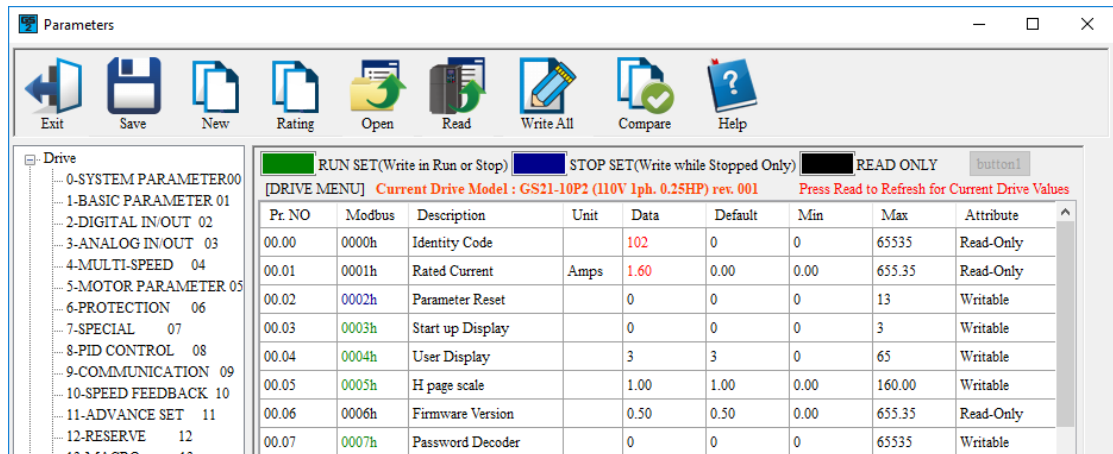 GS
2
Parameters
Exit Save New Rating Open Read Write All Compare Help
Drive
0-SYSTEM PARAMETER00
1-BASIC PARAMETER 01
2-DIGITAL IN/OUT 02
3-ANALOG IN/OUT 03
4-MULTI-SPEED 04
5-MOTOR PARAMETER 05
6-PROTECTION 06
7-SPECIAL 07
8-PID CONTROL 08
9-COMMUNICATION 09
10-SPEED FEEDBACK 10
11-ADVANCE SET 11
12-RESERVE 12
RUN SET(Write in Run or Stop) STOP SET(Write while Stopped Only) READ ONLY button1
[DRIVE MENU] Current Drive Model : GS21-10P2 (110V 1ph. 0.25HP) rev. 001 Press Read to Refresh for Current Drive Values
Pr. NO Modbus Description Unit Data Default Min Max Attribute
00.00 0000h Identity Code 102 0 0 65535 Read-Only
00.01 0001h Rated Current Amps 1.60 0.00 0.00 655.35 Read-Only
00.02 0002h Parameter Reset 0 0 0 13 Writable
00.03 0003h Start up Display 0 0 0 3 Writable
00.04 0004h User Display 3 3 0 65 Writable
00.05 0005h H page scale 1.00 1.00 0.00 160.00 Writable
00.06 0006h Firmware Version 0.50 0.50 0.00 655.35 Read-Only
00.07 0007h Password Decoder 0 0 0 65535 Writable